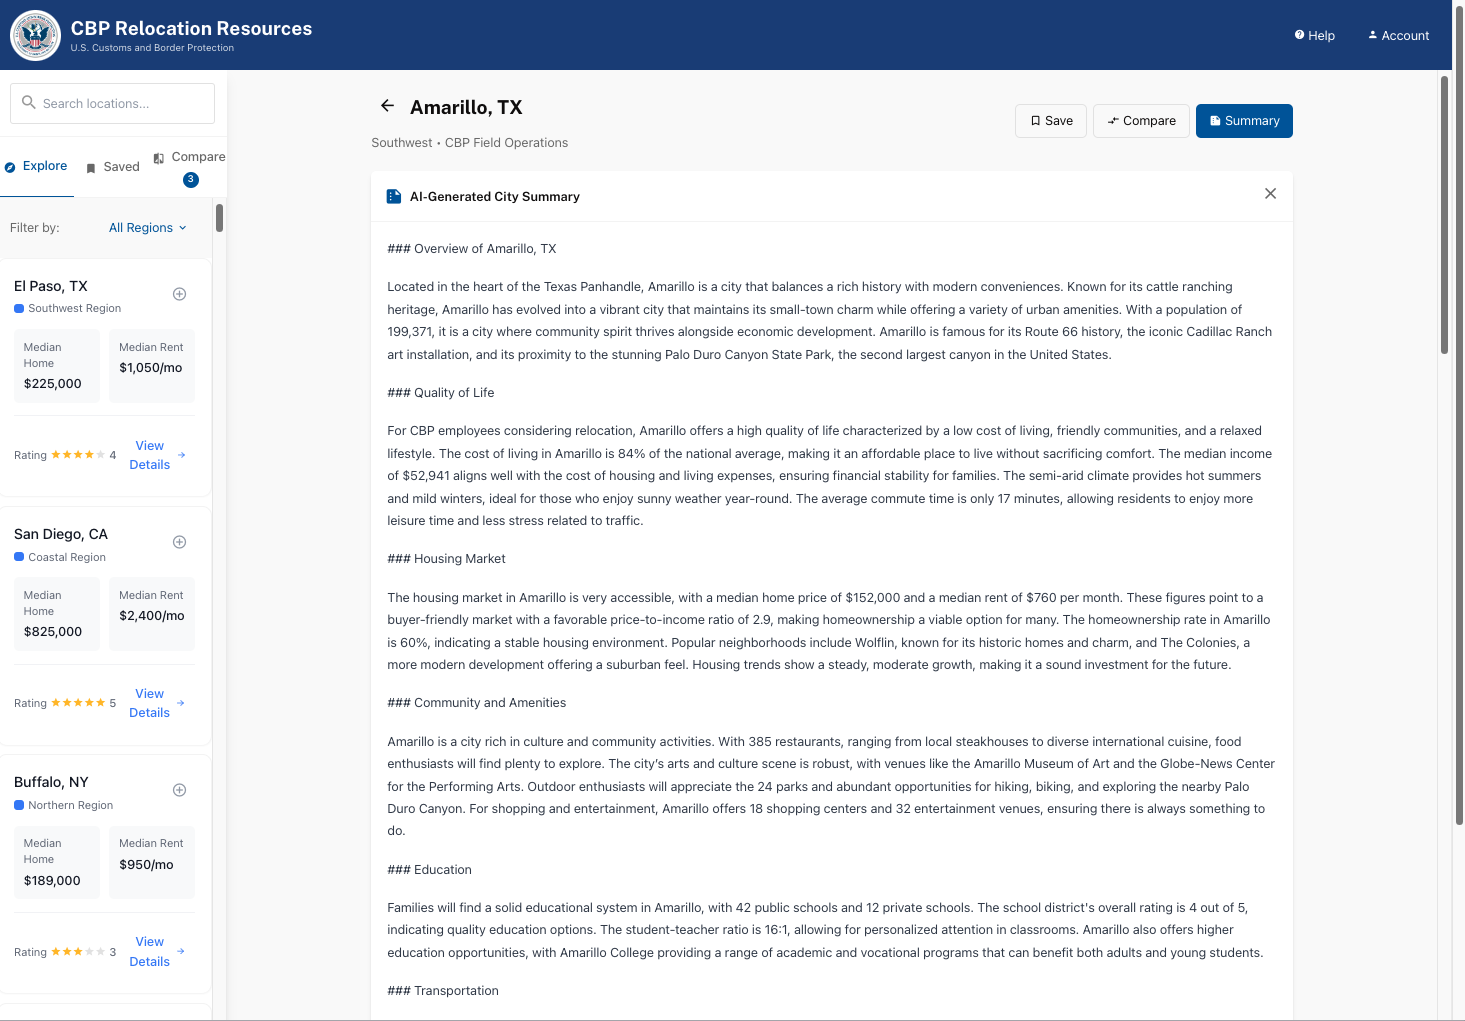 CBP Relocation Resources
U.S. Customs and Border Protection
Help
Account
Search locations...
Explore
Saved
Compare
3
Filter by:
All Regions
El Paso, TX
Southwest Region
Median
Home
$225,000
Median Rent
$1,050/mo
Rating
4
View
Details
San Diego, CA
Coastal Region
Median
Home
$825,000
Median Rent
$2,400/mo
Rating
5
View
Details
Buffalo, NY
Northern Region
Median
Home
$189,000
Median Rent
$950/mo
Rating
3
View
Details
Amarillo, TX
Southwest • CBP Field Operations
Save
Compare
Summary
AI-Generated City Summary
### Overview of Amarillo, TX
Located in the heart of the Texas Panhandle, Amarillo is a city that balances a rich history with modern conveniences. Known for its cattle ranching
heritage, Amarillo has evolved into a vibrant city that maintains its small-town charm while offering a variety of urban amenities. With a population of
199,371, it is a city where community spirit thrives alongside economic development. Amarillo is famous for its Route 66 history, the iconic Cadillac Ranch
art installation, and its proximity to the stunning Palo Duro Canyon State Park, the second largest canyon in the United States.
### Quality of Life
For CBP employees considering relocation, Amarillo offers a high quality of life characterized by a low cost of living, friendly communities, and a relaxed
lifestyle. The cost of living in Amarillo is 84% of the national average, making it an affordable place to live without sacrificing comfort. The median income
of $52,941 aligns well with the cost of housing and living expenses, ensuring financial stability for families. The semi-arid climate provides hot summers
and mild winters, ideal for those who enjoy sunny weather year-round. The average commute time is only 17 minutes, allowing residents to enjoy more
leisure time and less stress related to traffic.
### Housing Market
The housing market in Amarillo is very accessible, with a median home price of $152,000 and a median rent of $760 per month. These figures point to a
buyer-friendly market with a favorable price-to-income ratio of 2.9, making homeownership a viable option for many. The homeownership rate in Amarillo
is 60%, indicating a stable housing environment. Popular neighborhoods include Wolflin, known for its historic homes and charm, and The Colonies, a
more modern development offering a suburban feel. Housing trends show a steady, moderate growth, making it a sound investment for the future.
### Community and Amenities
Amarillo is a city rich in culture and community activities. With 385 restaurants, ranging from local steakhouses to diverse international cuisine, food
enthusiasts will find plenty to explore. The city's arts and culture scene is robust, with venues like the Amarillo Museum of Art and the Globe-News Center
for the Performing Arts. Outdoor enthusiasts will appreciate the 24 parks and abundant opportunities for hiking, biking, and exploring the nearby Palo
Duro Canyon. For shopping and entertainment, Amarillo offers 18 shopping centers and 32 entertainment venues, ensuring there is always something to
do.
### Education
Families will find a solid educational system in Amarillo, with 42 public schools and 12 private schools. The school district's overall rating is 4 out of 5,
indicating quality education options. The student-teacher ratio is 16:1, allowing for personalized attention in classrooms. Amarillo also offers higher
education opportunities, with Amarillo College providing a range of academic and vocational programs that can benefit both adults and young students.
### Transportation